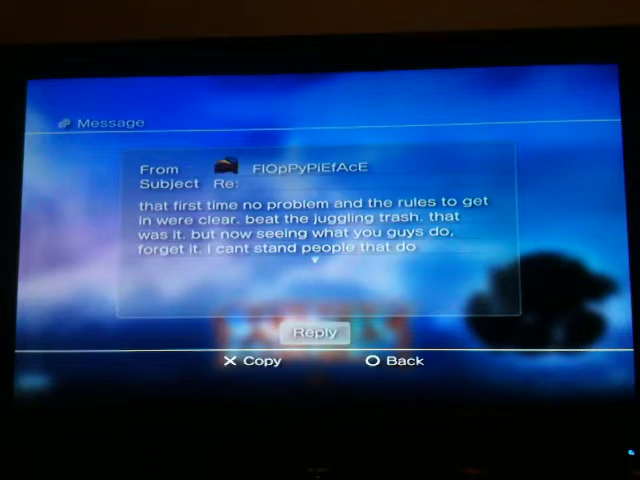 Message
From FlOpPyPiEfAcE
Subject Re:
that first time no problem and the rules to get
in were clear. beat the juggling trash. that
was it. but now seeing what you guys do,
forget it. i cant stand people that do
Reply
X Copy O Back